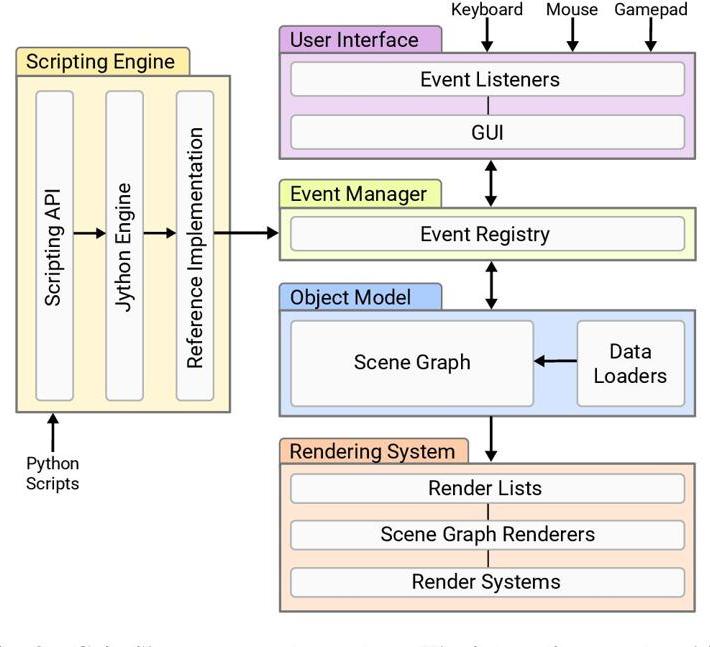 Keyboard Mouse Gamepad
User Interface
Event Listeners
GUI
Scripting Engine
Scripting API
Jython Engine
Reference Implementation
Python
Scripts
Event Manager
Event Registry
Object Model
Scene Graph
Data
Loaders
Rendering System
Render Lists
Scene Graph Renderers
Render Systems